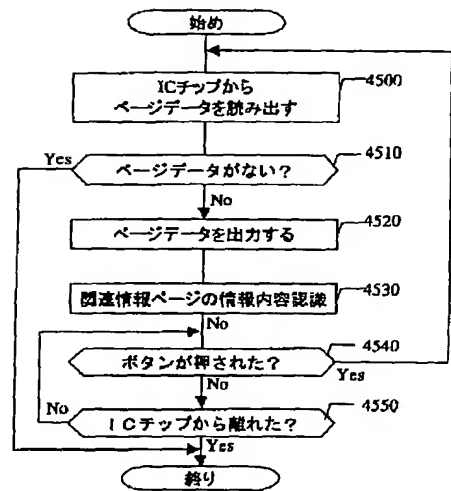 始め
ICチップから
ページデータを読み出す
4500
Yes
ページデータがない?
4510
No
ページデータを出力する
4520
関連情報ページの情報内容認識
4530
No
ボタンが押された?
4540
Yes
No
No
ICチップから離れた?
4550
Yes
終り